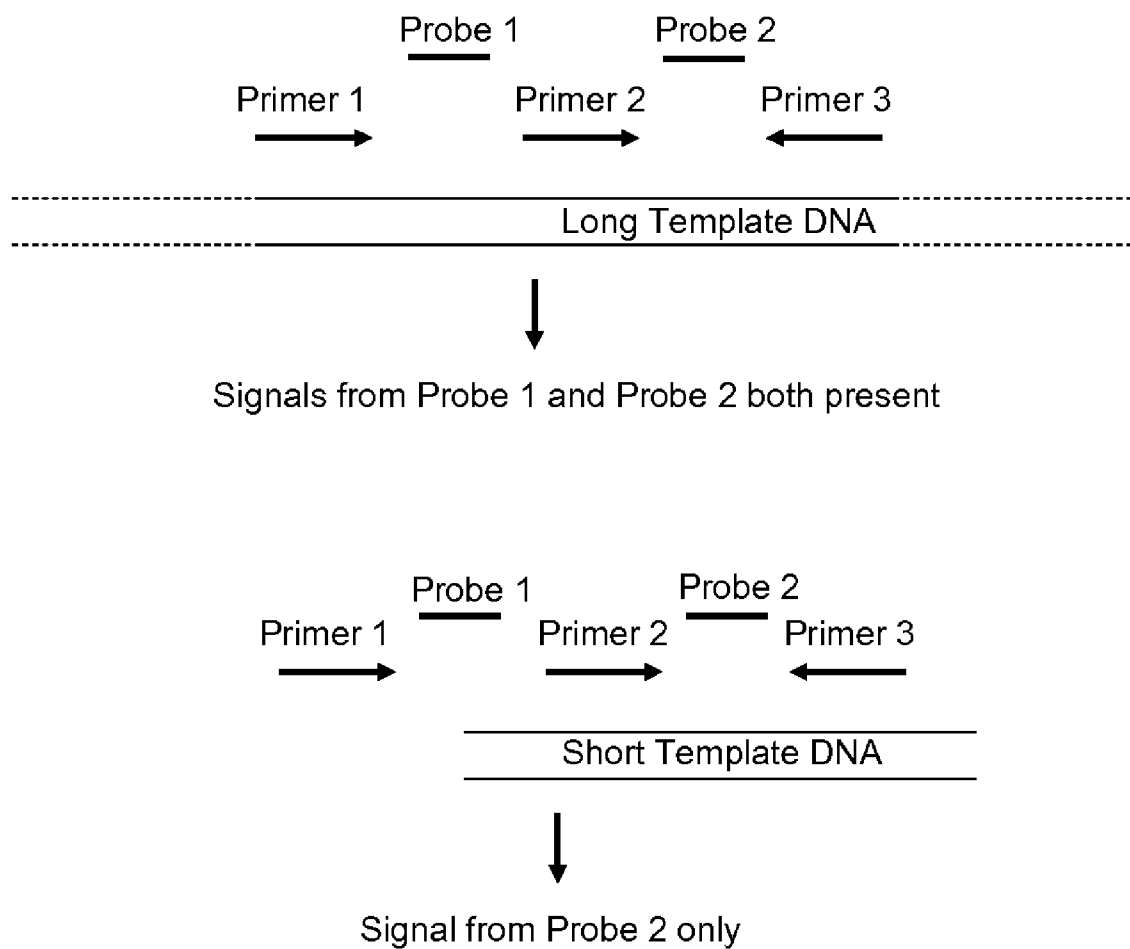 Probe 1 Probe 2
Primer 1 Primer 2 Primer 3
Long Template DNA
Signals from Probe 1 and Probe 2 both present
Probe 1 Probe 2
Primer 1 Primer 2 Primer 3
Short Template DNA
Signal from Probe 2 only